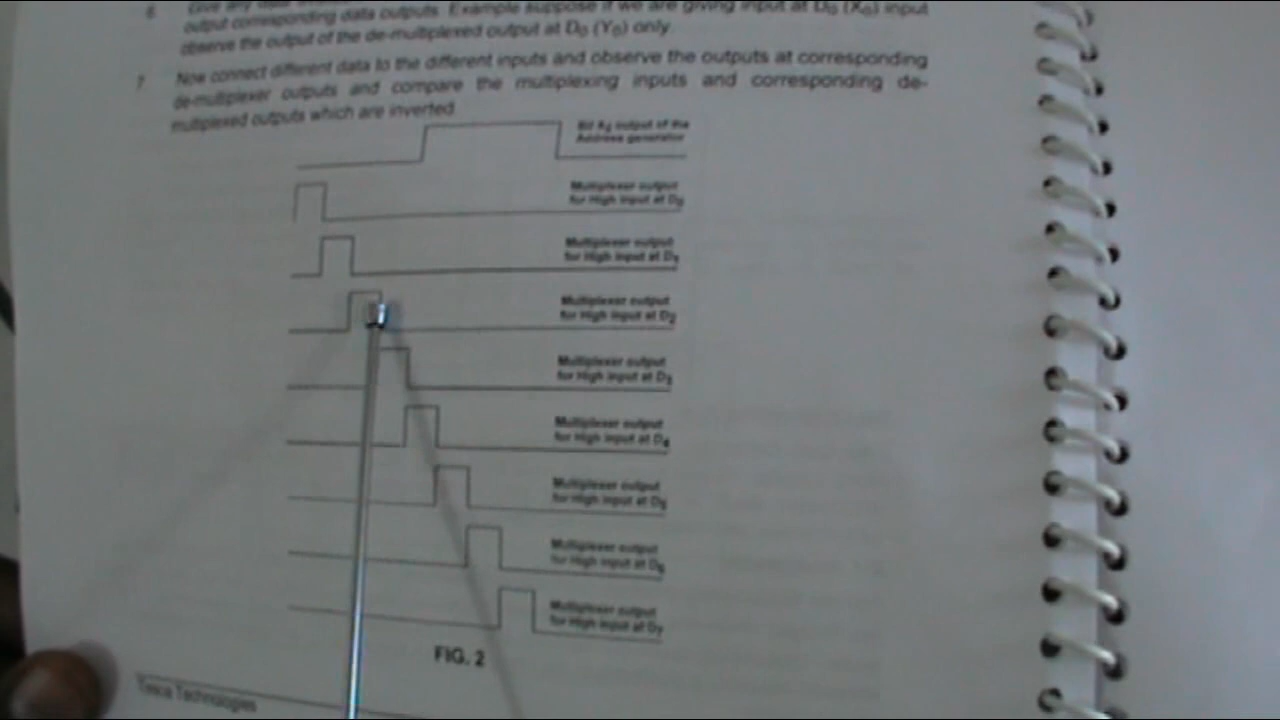 6 Give any data
output corresponding data outputs. Example suppose if we are giving input at D0 (X0) input
observe the output of the de-multiplexed output at D0 (Y0) only.
7 Now connect different data to the different inputs and observe the outputs at corresponding
de-multiplexer outputs and compare the multiplexing inputs and corresponding de-
multiplexed outputs which are inverted.
Bit A2 output of the
Address generator
Multiplexer output
for High input at D0
Multiplexer output
for High input at D1
Multiplexer output
for High input at D2
Multiplexer output
for High input at D3
Multiplexer output
for High input at D4
Multiplexer output
for High input at D5
Multiplexer output
for High input at D6
Multiplexer output
for High input at D7
FIG. 2
Technologies